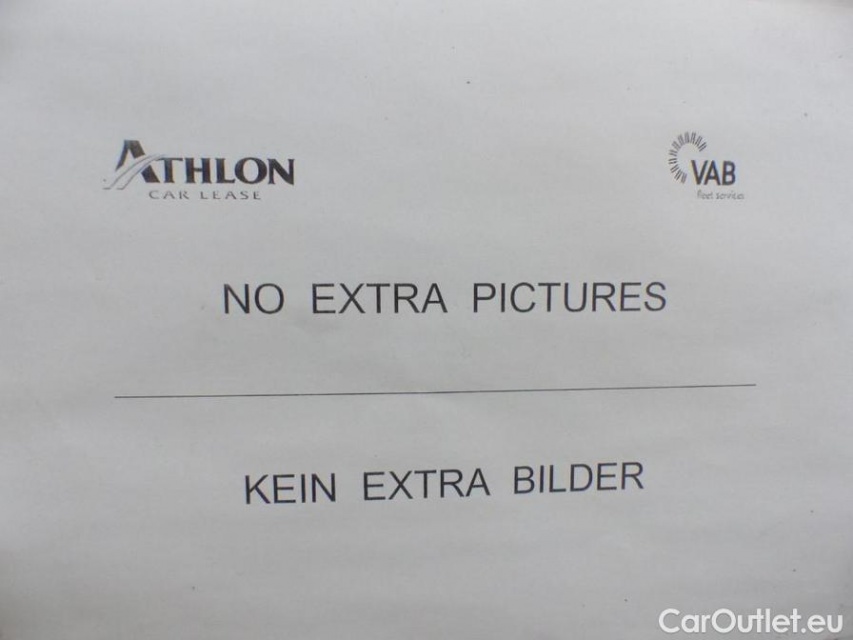 ATHLON
CAR LEASE
VAB
fleet services
NO EXTRA PICTURES
KEIN EXTRA BILDER
CarOutlet.eu